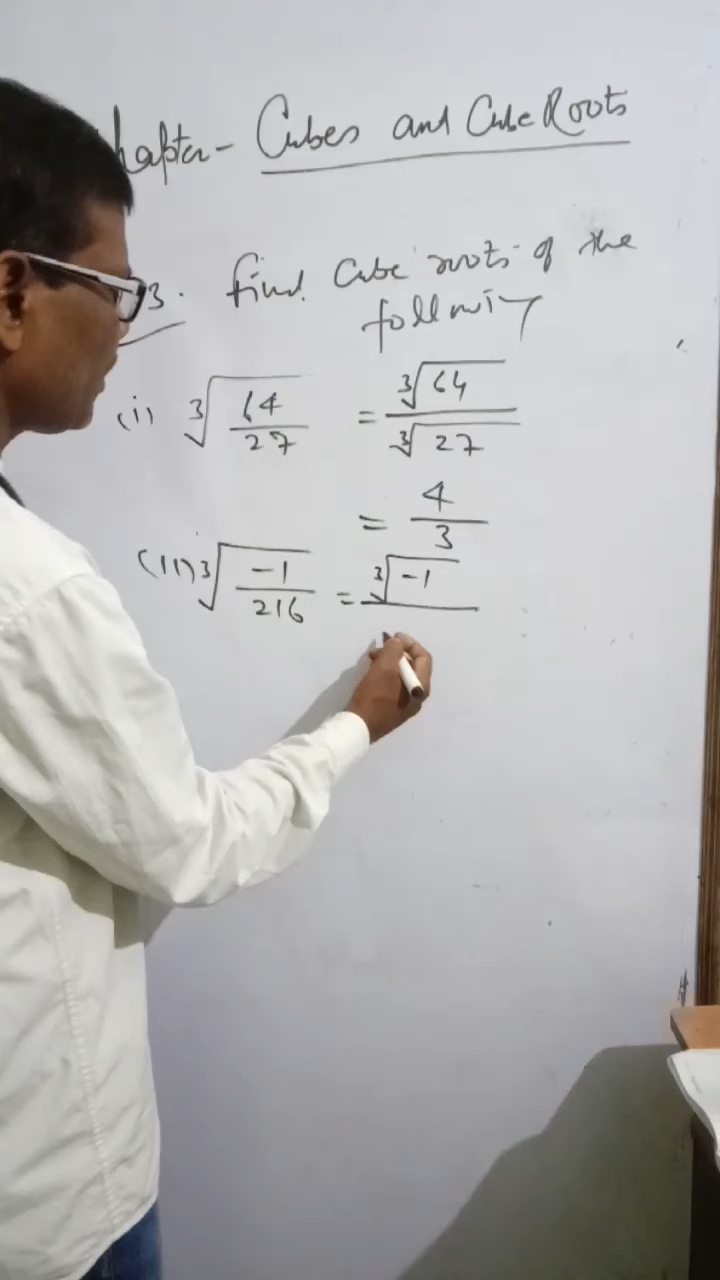 hapter - Cubes and Cube Roots
3. find Cube roots of the
following
(i) ∛(64/27) = ∛64/∛27
= 4/3
(ii) ∛(-1/216) = ∛-1